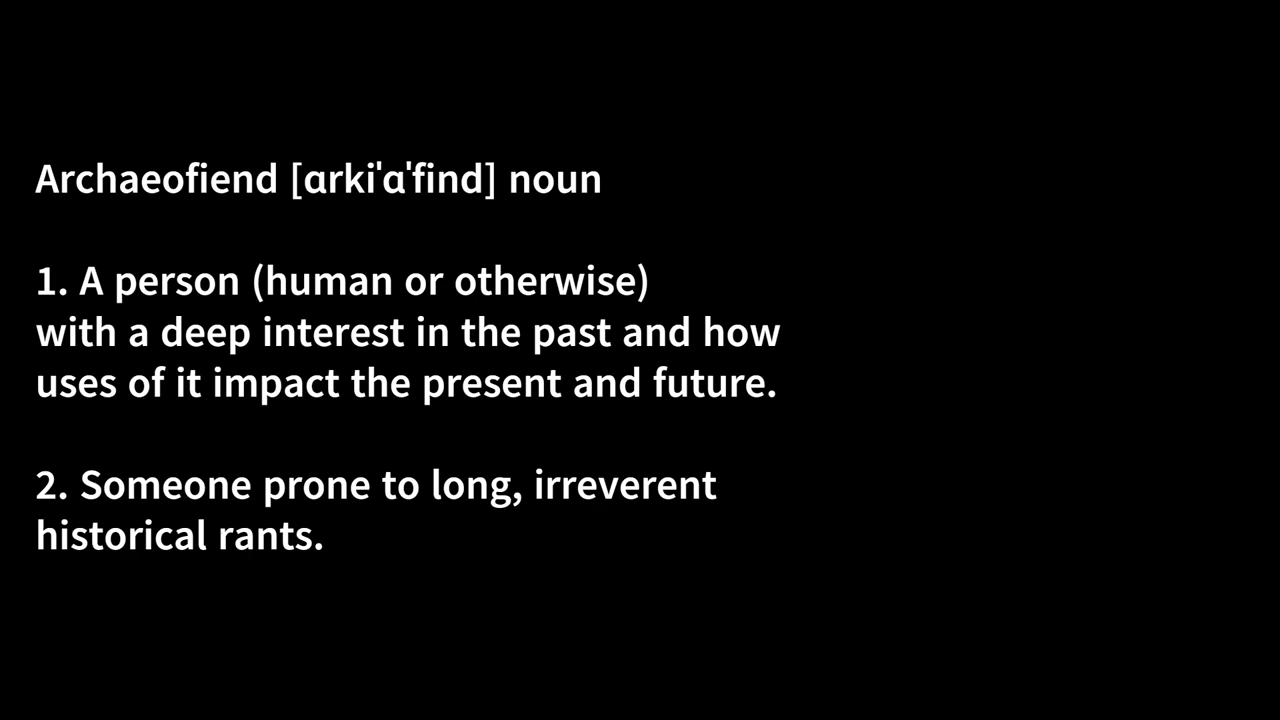 Archaeofiend [ɑrkiˈɑˈfind] noun
1. A person (human or otherwise)
with a deep interest in the past and how
uses of it impact the present and future.
2. Someone prone to long, irreverent
historical rants.